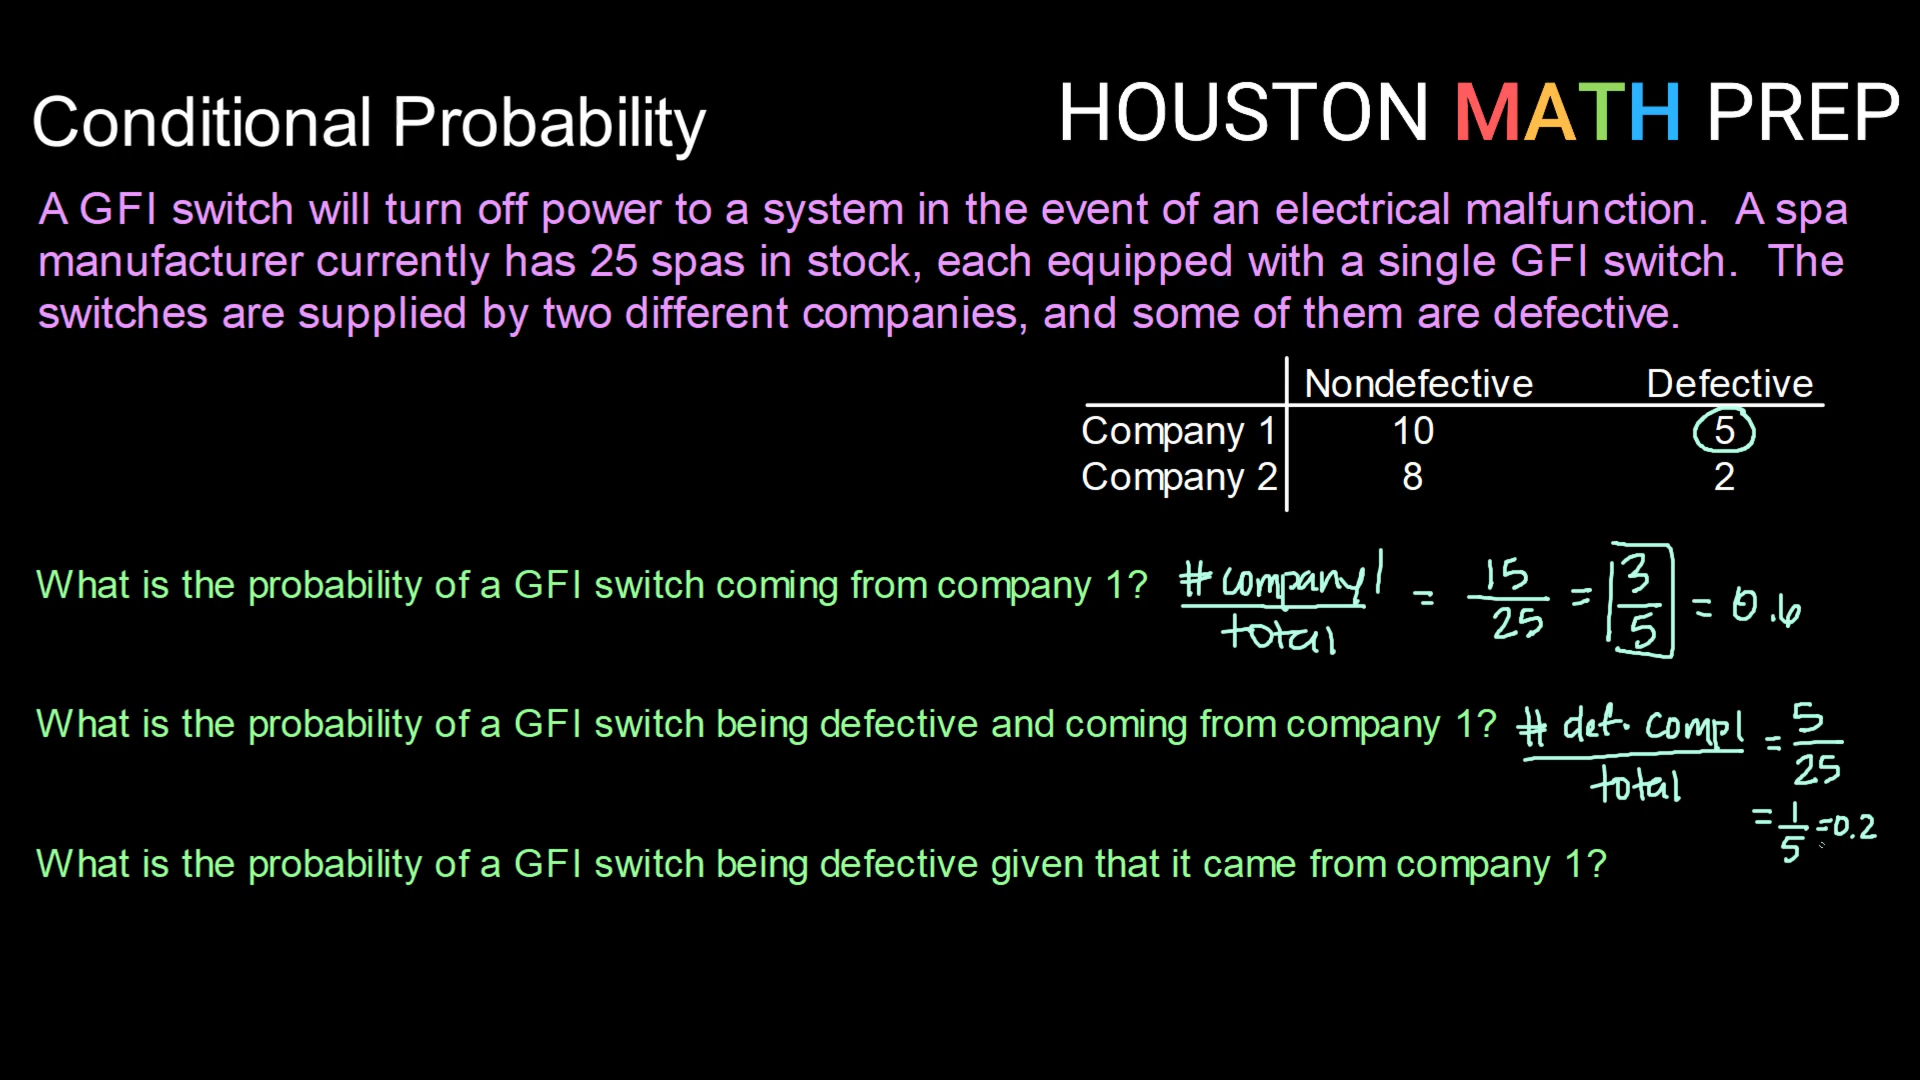 Conditional Probability
HOUSTON MATH PREP
A GFI switch will turn off power to a system in the event of an electrical malfunction. A spa
manufacturer currently has 25 spas in stock, each equipped with a single GFI switch. The
switches are supplied by two different companies, and some of them are defective.
Nondefective Defective
Company 1 10 5
Company 2 8 2
What is the probability of a GFI switch coming from company 1? # company 1 / total = 15/25 = 3/5 = 0.6
What is the probability of a GFI switch being defective and coming from company 1? # def. comp 1 / total = 5/25
= 1/5 = 0.2
What is the probability of a GFI switch being defective given that it came from company 1?